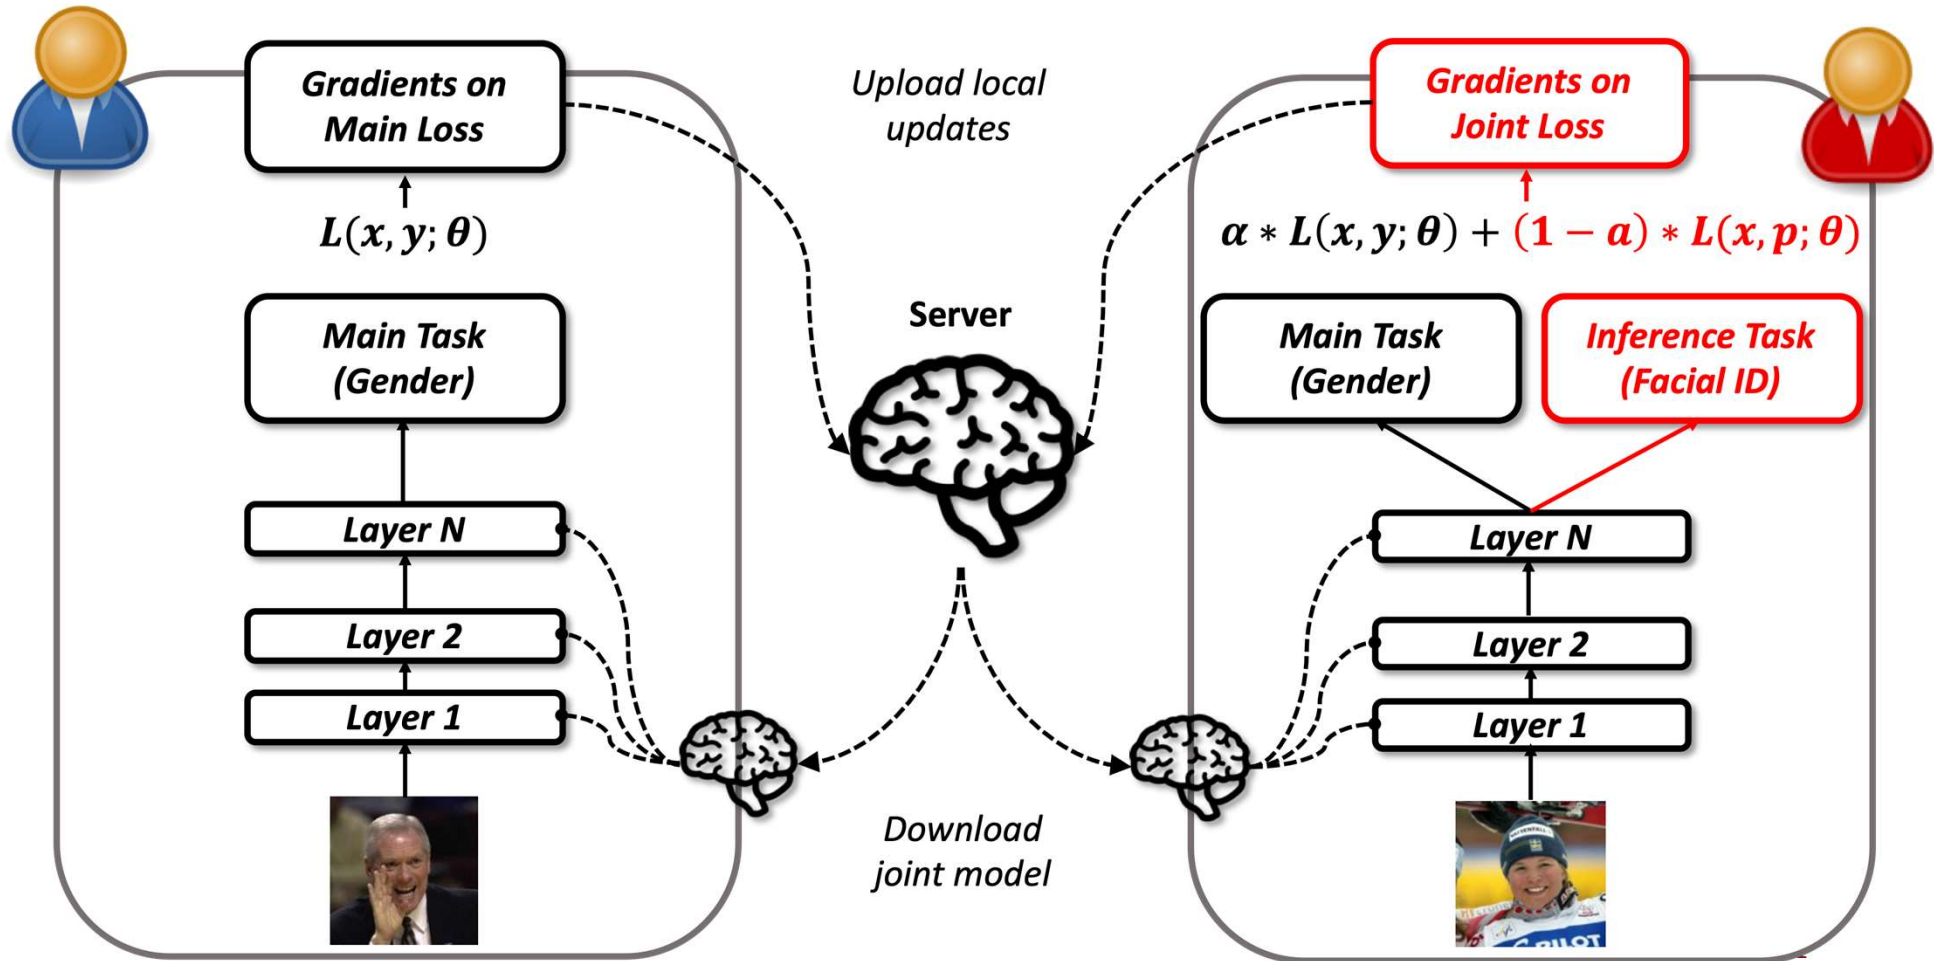 Gradients on
Main Loss
L(x, y; θ)
Main Task
(Gender)
Layer N
Layer 2
Layer 1
Upload local
updates
Server
Download
joint model
Gradients on
Joint Loss
α * L(x, y; θ) + (1 − a) * L(x, p; θ)
Main Task
(Gender)
Inference Task
(Facial ID)
Layer N
Layer 2
Layer 1
PILOT